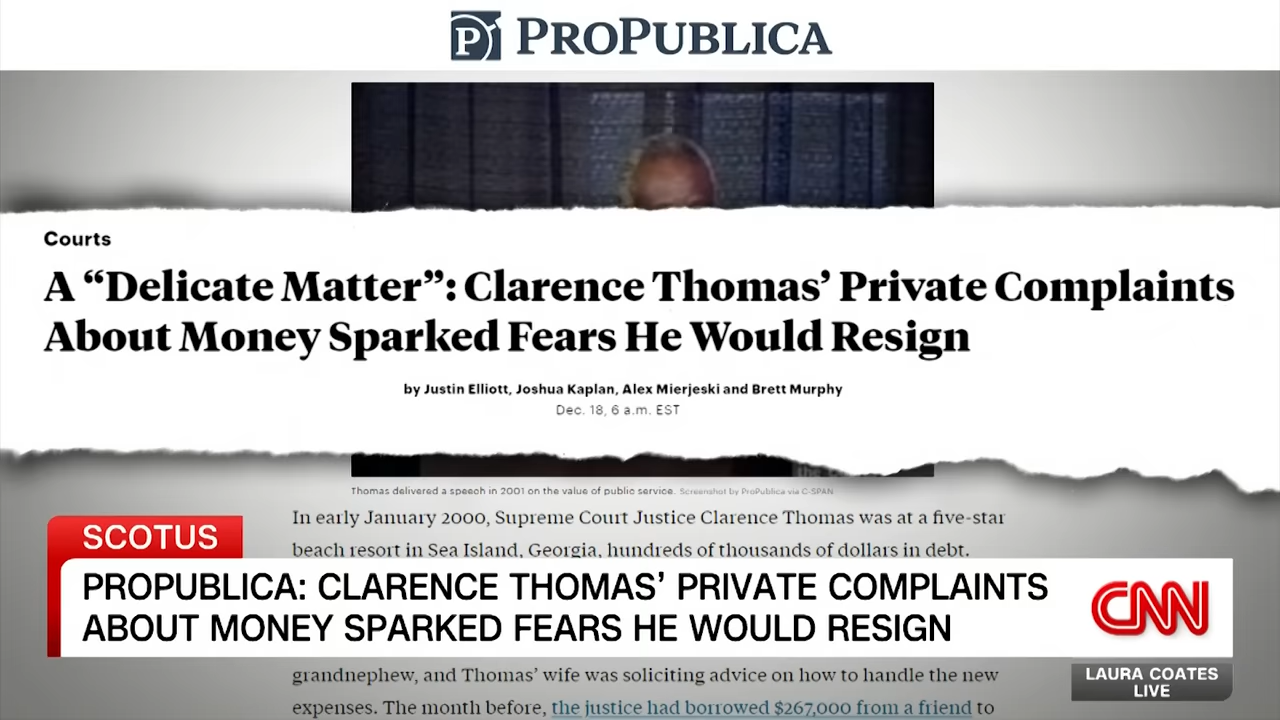 PROPUBLICA
Courts
A “Delicate Matter”: Clarence Thomas’ Private Complaints
About Money Sparked Fears He Would Resign
by Justin Elliott, Joshua Kaplan, Alex Mierjeski and Brett Murphy
Dec. 18, 6 a.m. EST
Thomas delivered a speech in 2001 on the value of public service. Screenshot by ProPublica via C-SPAN
In early January 2000, Supreme Court Justice Clarence Thomas was at a five-star
beach resort in Sea Island, Georgia, hundreds of thousands of dollars in debt.
SCOTUS
PROPUBLICA: CLARENCE THOMAS’ PRIVATE COMPLAINTS
ABOUT MONEY SPARKED FEARS HE WOULD RESIGN
CNN
LAURA COATES
LIVE
grandnephew, and Thomas’ wife was soliciting advice on how to handle the new
expenses. The month before, the justice had borrowed $267,000 from a friend to